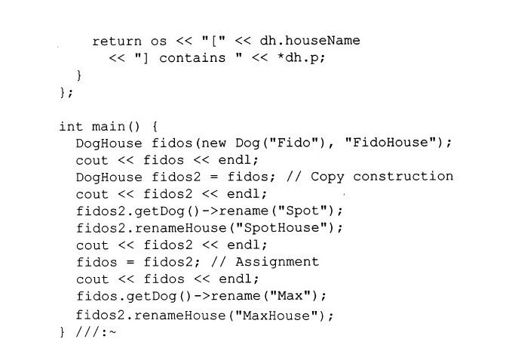 return os << "[" << dh.houseName
      << "] contains " << *dh.p;
  }
};

int main() {
  DogHouse fidos(new Dog("Fido"), "FidoHouse");
  cout << fidos << endl;
  DogHouse fidos2 = fidos; // Copy construction
  cout << fidos2 << endl;
  fidos2.getDog()->rename("Spot");
  fidos2.renameHouse("SpotHouse");
  cout << fidos2 << endl;
  fidos = fidos2; // Assignment
  cout << fidos << endl;
  fidos.getDog()->rename("Max");
  fidos2.renameHouse("MaxHouse");
} ///:~